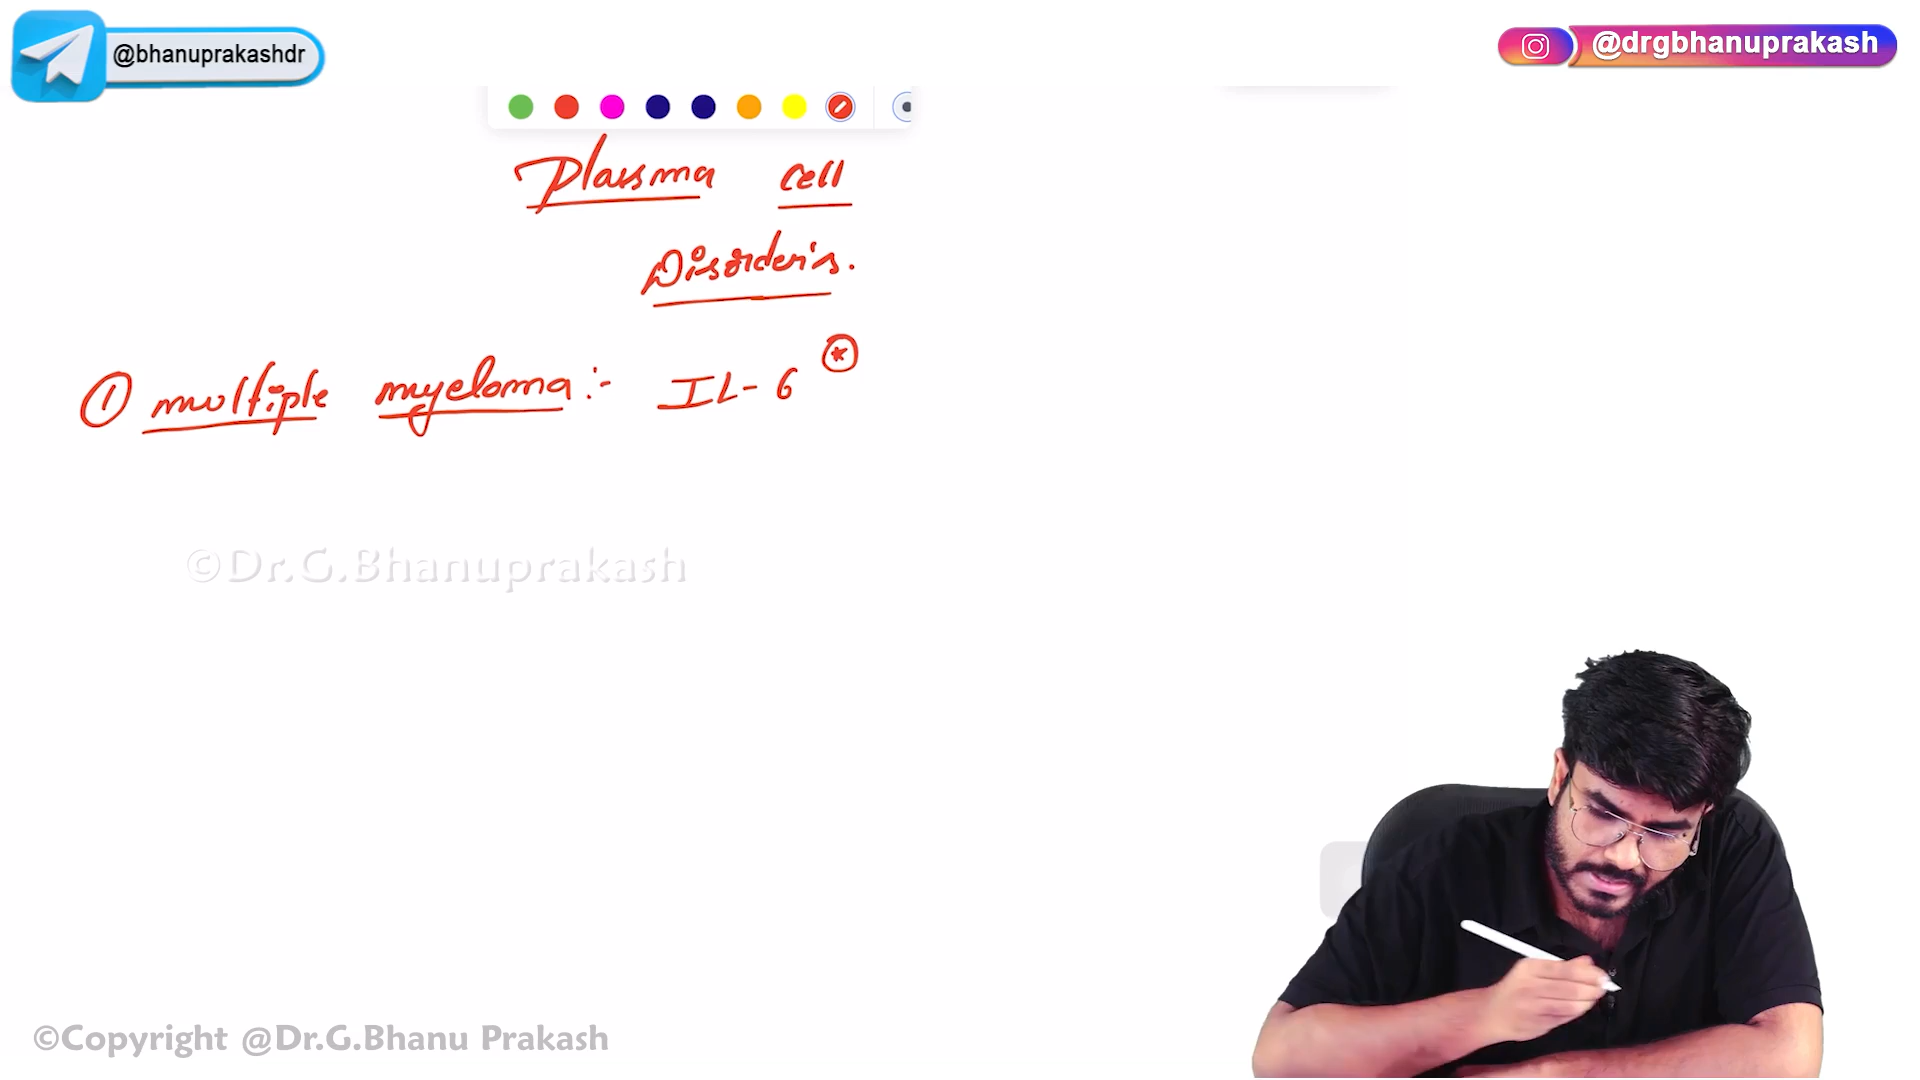 @bhanuprakashdr
@drgbhanuprakash
Plasma cell
Disorders.
① multiple myeloma:- IL-6 *
©Dr.G.Bhanuprakash
©Copyright @Dr.G.Bhanu Prakash